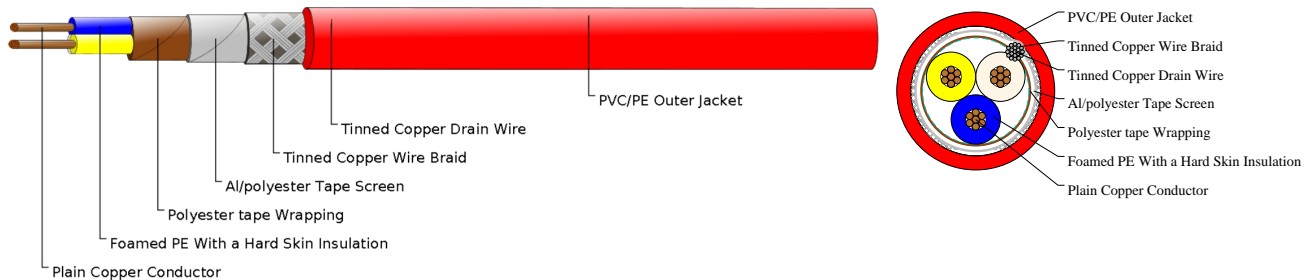 PVC/PE Outer Jacket
Tinned Copper Drain Wire
Tinned Copper Wire Braid
Al/polyester Tape Screen
Polyester tape Wrapping
Foamed PE With a Hard Skin Insulation
Plain Copper Conductor
PVC/PE Outer Jacket
Tinned Copper Wire Braid
Tinned Copper Drain Wire
Al/polyester Tape Screen
Polyester tape Wrapping
Foamed PE With a Hard Skin Insulation
Plain Copper Conductor